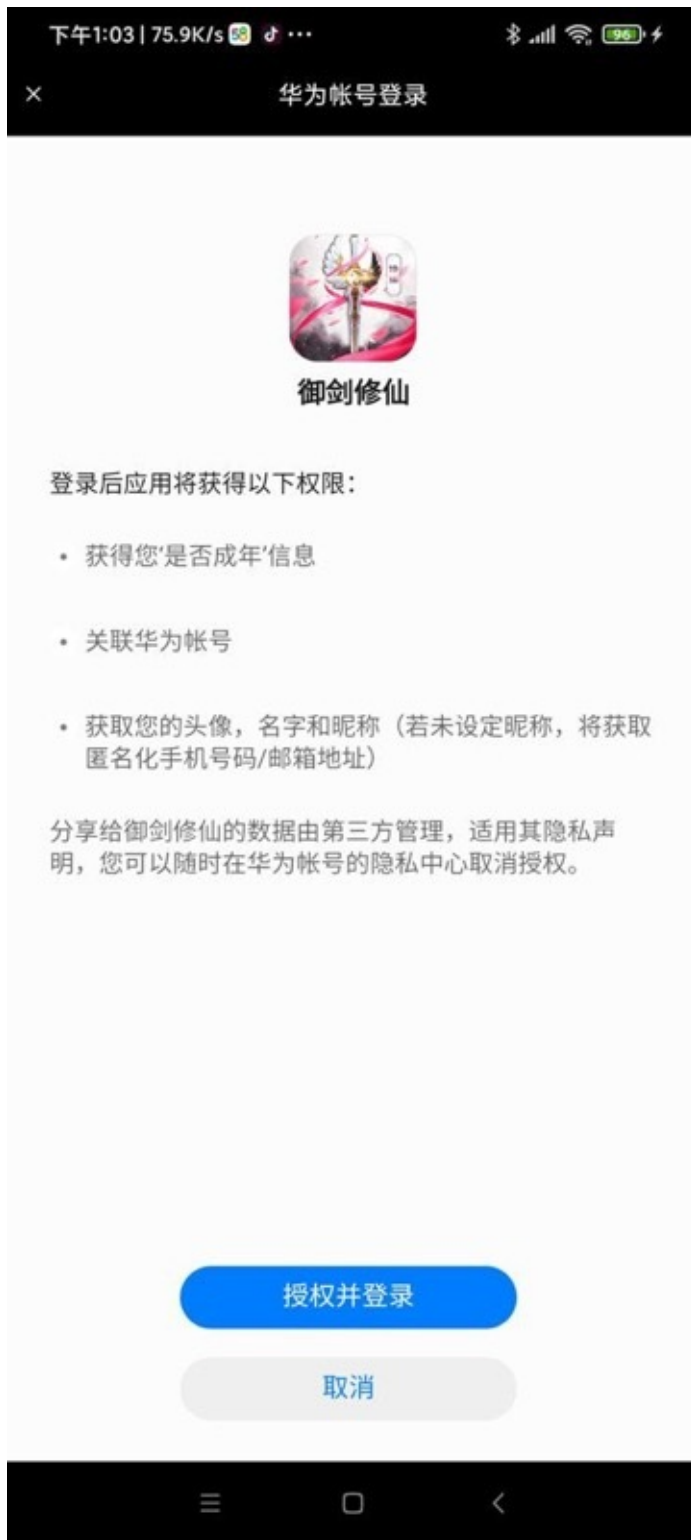 下午1:03 | 75.9K/s
96
华为帐号登录
御剑修仙
登录后应用将获得以下权限：
• 获得您‘是否成年’信息
• 关联华为帐号
• 获取您的头像，名字和昵称（若未设定昵称，将获取
匿名化手机号码/邮箱地址）
分享给御剑修仙的数据由第三方管理，适用其隐私声
明，您可以随时在华为帐号的隐私中心取消授权。
授权并登录
取消